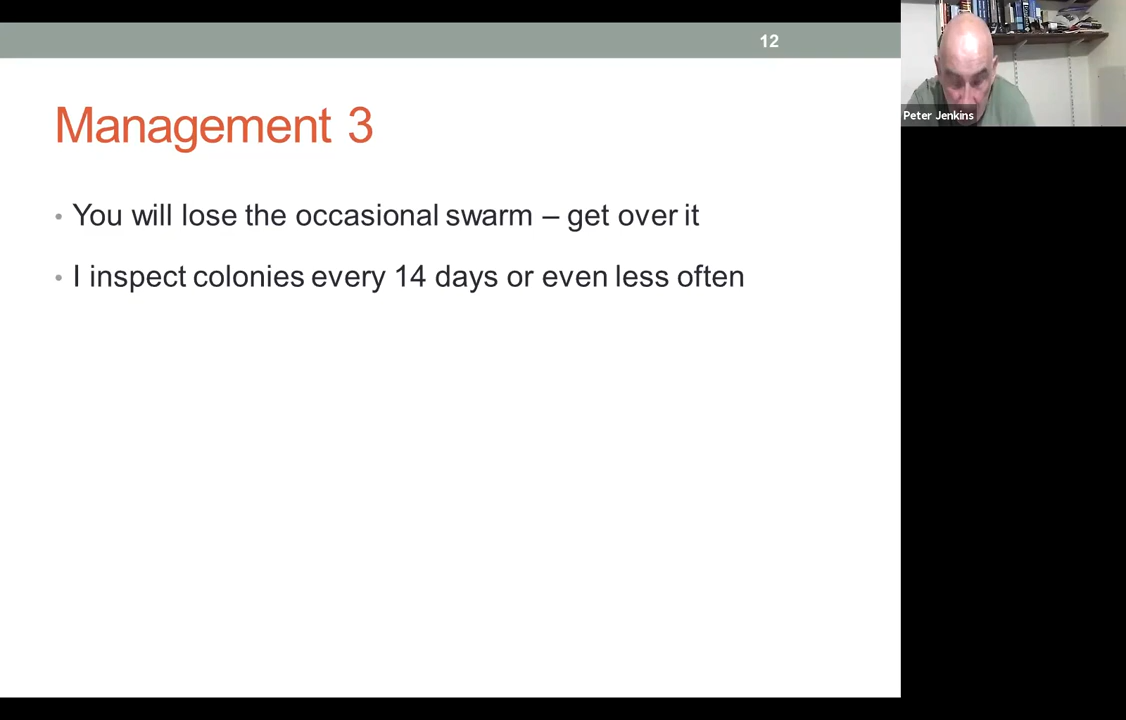 12
Management 3
• You will lose the occasional swarm – get over it
• I inspect colonies every 14 days or even less often
Peter Jenkins